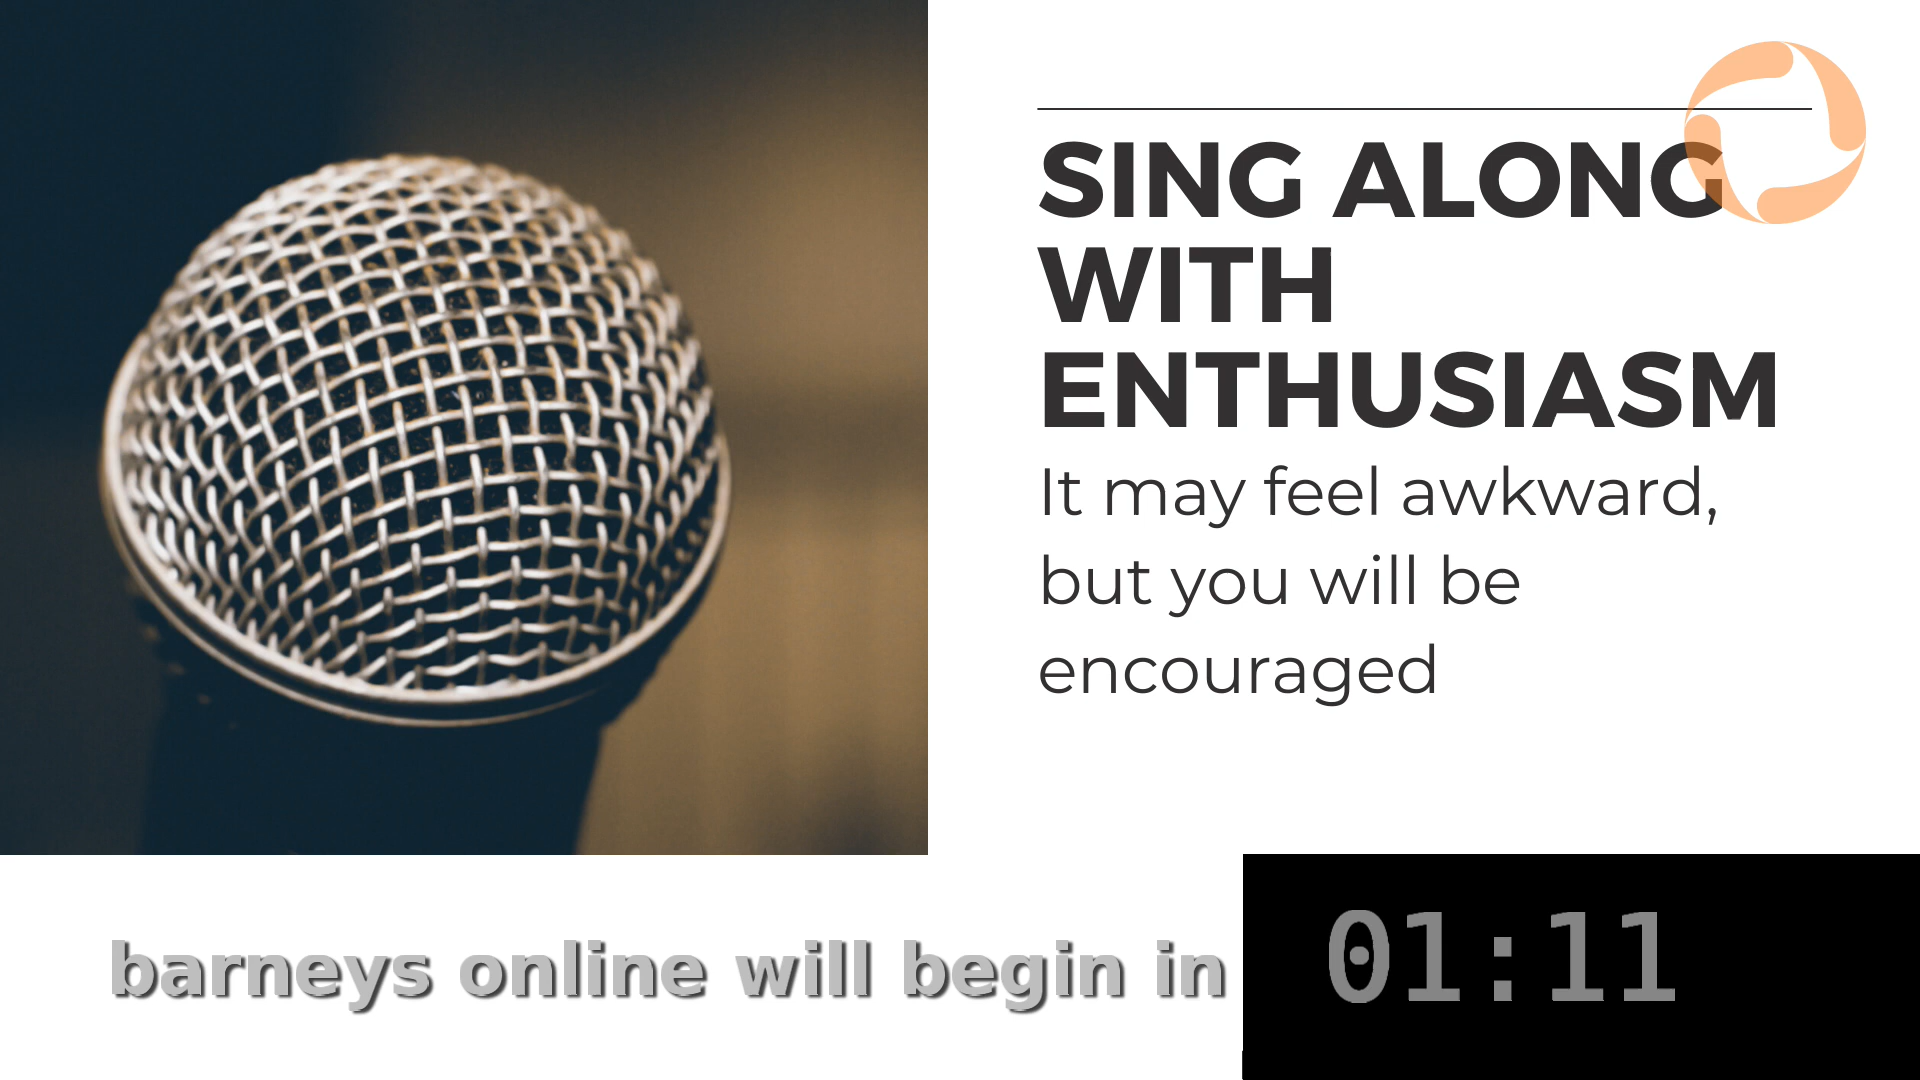 SING ALONG
WITH
ENTHUSIASM
It may feel awkward,
but you will be
encouraged
barneys online will begin in
01:11